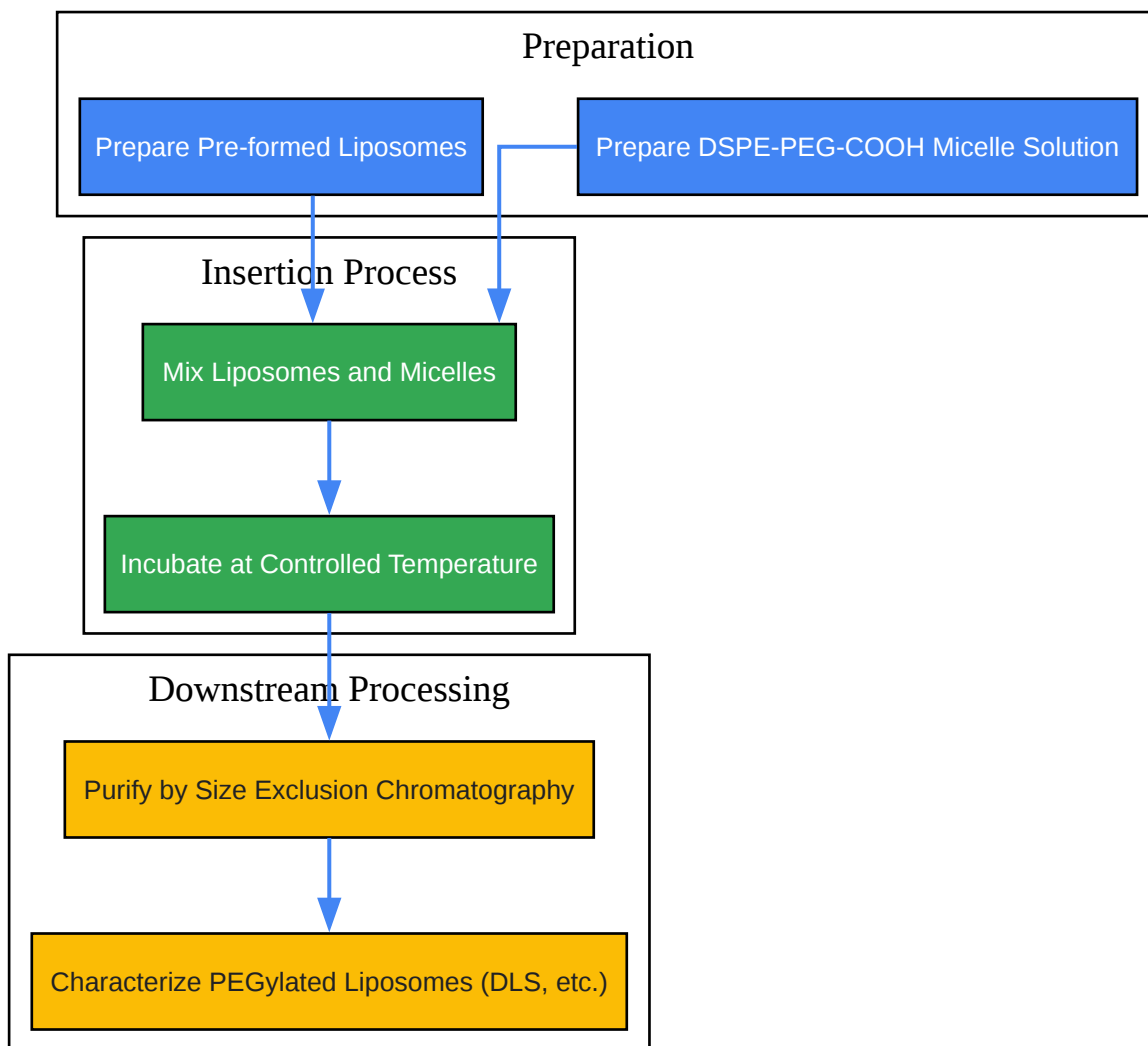 Preparation
Prepare Pre-formed Liposomes
Prepare DSPE-PEG-COOH Micelle Solution
Insertion Process
Mix Liposomes and Micelles
Incubate at Controlled Temperature
Downstream Processing
Purify by Size Exclusion Chromatography
Characterize PEGylated Liposomes (DLS, etc.)